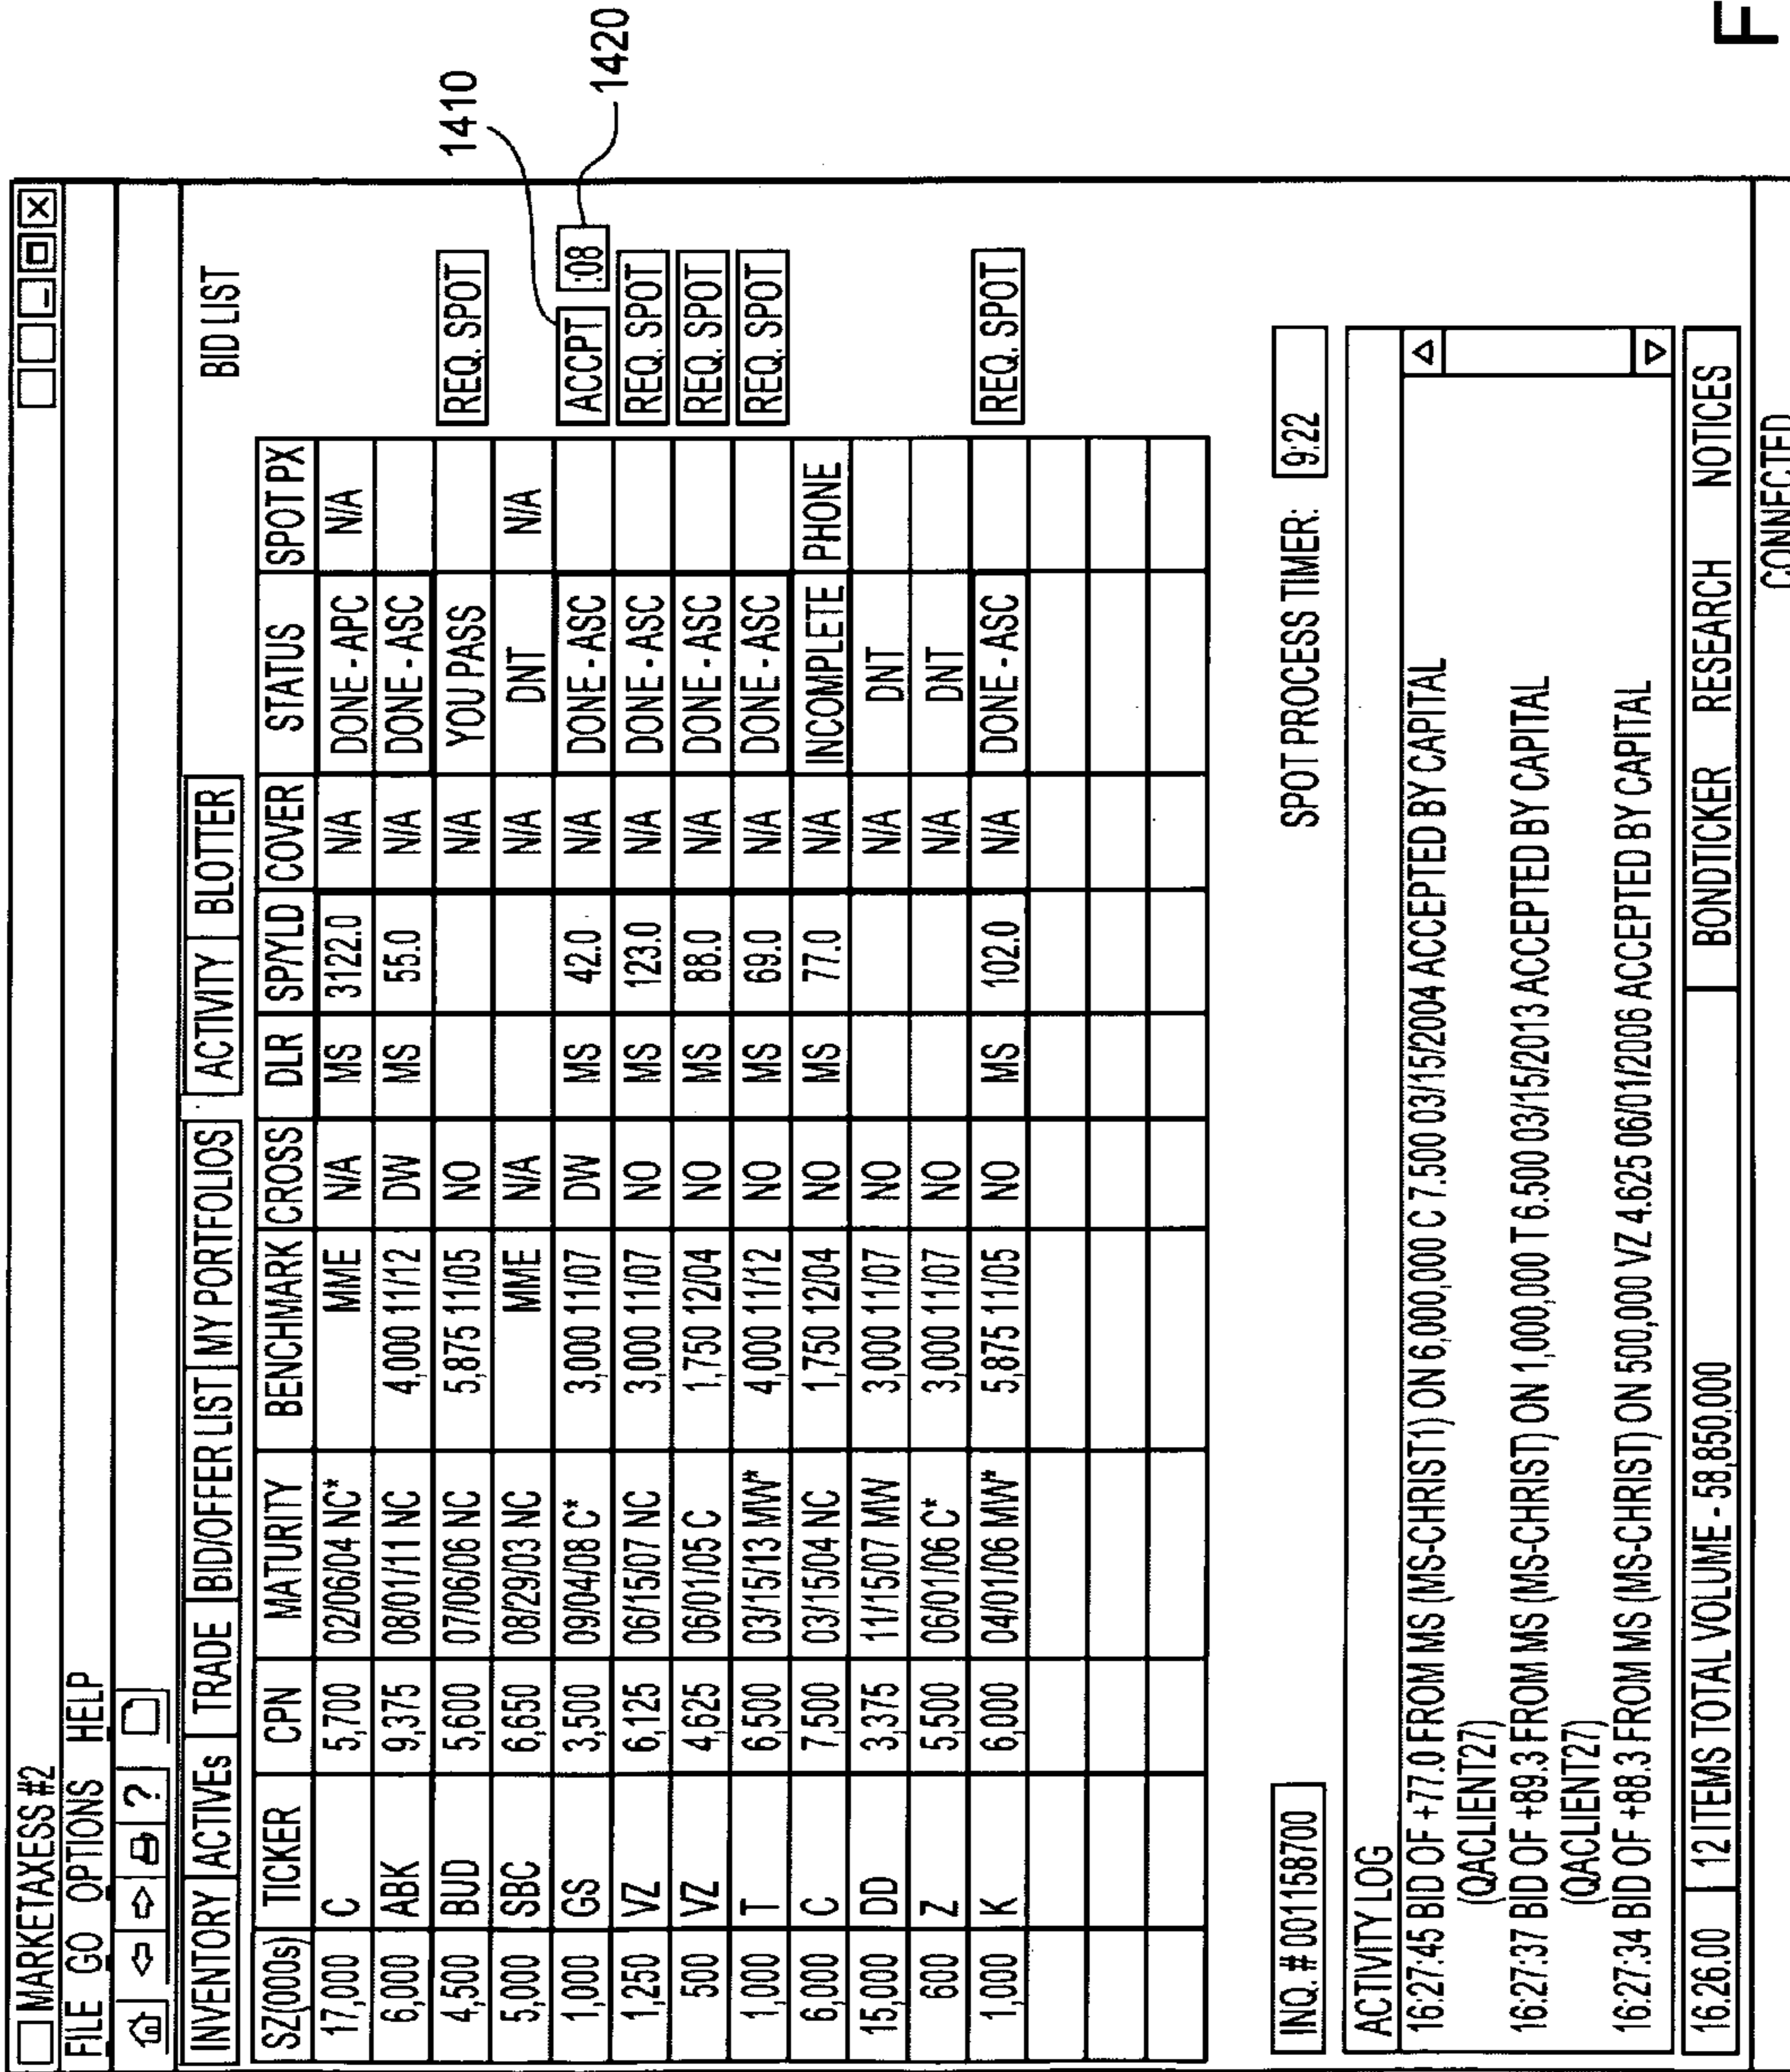 MARKETAXESS #2
FILE GO OPTIONS HELP
?
INVENTORY ACTIVEs TRADE BID/OFFER LIST MY PORTFOLIOS ACTIVITY BLOTTER
BID LIST
SZ(000s) TICKER CPN MATURITY BENCHMARK CROSS DLR SP/YLD COVER STATUS SPOT PX
17,000 C 5,700 02/06/04 NC* MME N/A MS 3122.0 N/A DONE - APC N/A
6,000 ABK 9,375 08/01/11 NC 4,000 11/12 DW MS 55.0 N/A DONE - ASC
4,500 BUD 5,600 07/06/06 NC 5,875 11/05 NO N/A YOU PASS REQ. SPOT
5,000 SBC 6,650 08/29/03 NC MME N/A N/A DNT N/A
1,000 GS 3,500 09/04/08 C* 3,000 11/07 DW MS 42.0 N/A DONE - ASC ACCPT :08
1,250 VZ 6,125 06/15/07 NC 3,000 11/07 NO MS 123.0 N/A DONE - ASC REQ. SPOT
500 VZ 4,625 06/01/05 C 1,750 12/04 NO MS 88.0 N/A DONE - ASC REQ. SPOT
1,000 T 6,500 03/15/13 MW* 4,000 11/12 NO MS 69.0 N/A DONE - ASC REQ. SPOT
6,000 C 7,500 03/15/04 NC 1,750 12/04 NO MS 77.0 N/A INCOMPLETE PHONE
15,000 DD 3,375 11/15/07 MW 3,000 11/07 NO N/A DNT
600 Z 5,500 06/01/06 C* 3,000 11/07 NO N/A DNT
1,000 K 6,000 04/01/06 MW* 5,875 11/05 NO MS 102.0 N/A DONE - ASC REQ. SPOT
1410
1420
INQ. # 001158700 SPOT PROCESS TIMER: 9:22
ACTIVITY LOG
16:27:45 BID OF +77.0 FROM MS (MS-CHRIST1) ON 6,000,000 C 7.500 03/15/2004 ACCEPTED BY CAPITAL
(QACLIENT27)
16:27:37 BID OF +89.3 FROM MS (MS-CHRIST) ON 1,000,000 T 6.500 03/15/2013 ACCEPTED BY CAPITAL
(QACLIENT27)
16:27:34 BID OF +88.3 FROM MS (MS-CHRIST) ON 500,000 VZ 4.625 06/01/2006 ACCEPTED BY CAPITAL
16:26.00 12 ITEMS TOTAL VOLUME - 58,850,000 BONDTICKER RESEARCH NOTICES
CONNECTED
F